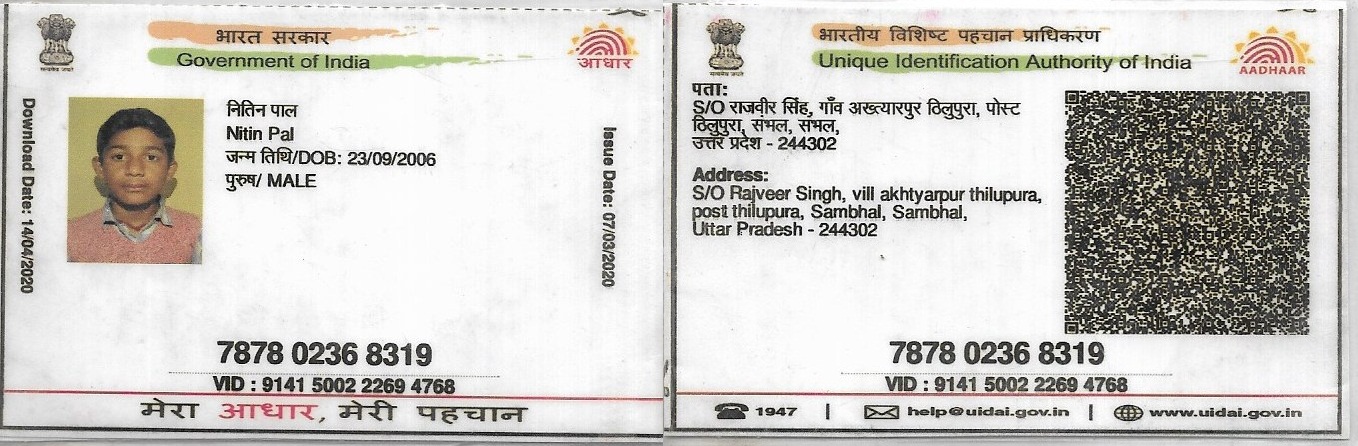 भारत सरकार
Government of India
आधार
Download Date: 14/04/2020
नितिन पाल
Nitin Pal
जन्म तिथि/DOB: 23/09/2006
पुरुष/ MALE
Issue Date: 07/03/2020
7878 0236 8319
VID : 9141 5002 2269 4768
मेरा आधार, मेरी पहचान
भारतीय विशिष्ट पहचान प्राधिकरण
Unique Identification Authority of India
AADHAAR
पता:
S/O राजवीर सिंह, गाँव अख्त्यारपुर ठिलुपुरा, पोस्ट
ठिलुपुरा, संभल, संभल,
उत्तर प्रदेश - 244302
Address:
S/O Rajveer Singh, vill akhtyarpur thilupura,
post thilupura, Sambhal, Sambhal,
Uttar Pradesh - 244302
7878 0236 8319
VID : 9141 5002 2269 4768
1947 | help@uidai.gov.in | www.uidai.gov.in